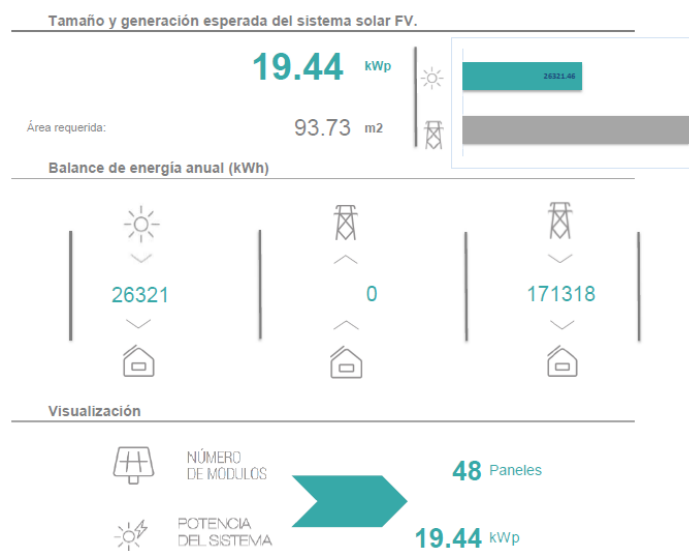 Tamaño y generación esperada del sistema solar FV.
19.44 kWp
26321.46
Área requerida: 93.73 m2
Balance de energía anual (kWh)
26321 0 171318
Visualización
NÚMERO
DE MÓDULOS
48 Paneles
POTENCIA
DEL SISTEMA
19.44 kWp